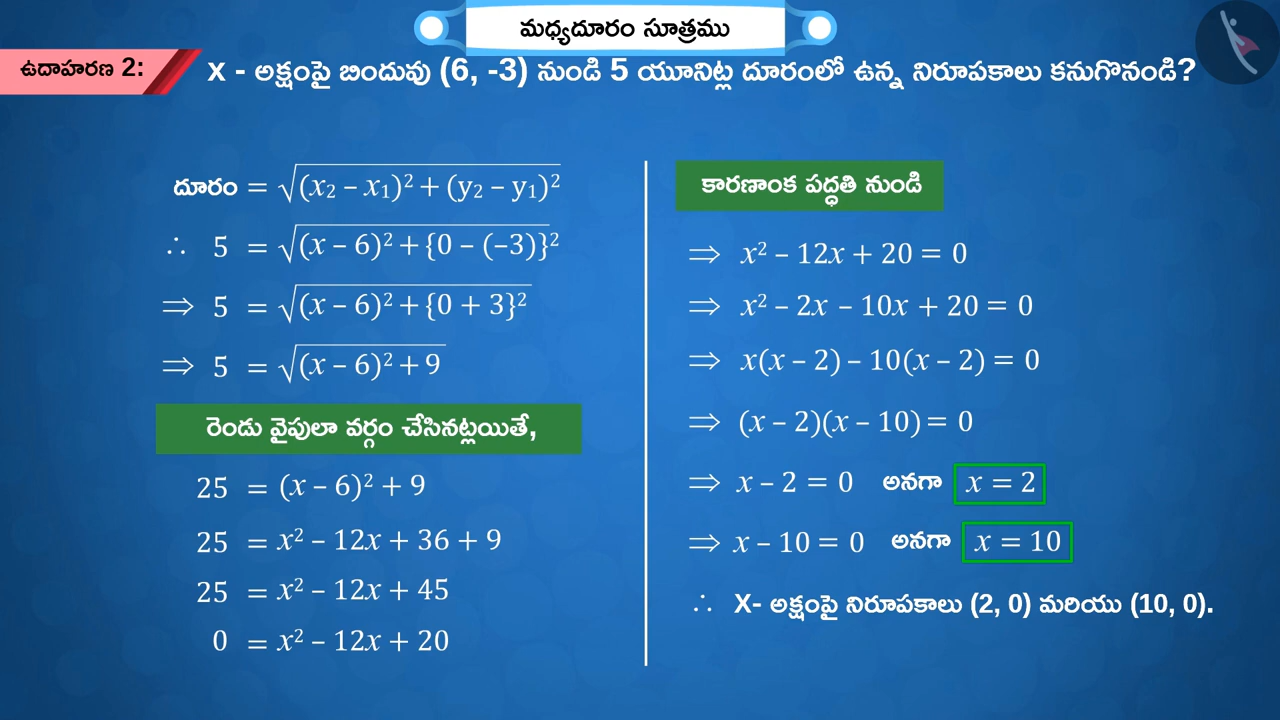 మధ్యదూరం సూత్రము
ఉదాహరణ 2:
x - అక్షంపై బిందువు (6, -3) నుండి 5 యూనిట్ల దూరంలో ఉన్న నిరూపకాలు కనుగొనండి?
దూరం = √(x₂ – x₁)² + (y₂ – y₁)²
∴ 5 = √(x – 6)² + {0 – (–3)}²
⇒ 5 = √(x – 6)² + {0 + 3}²
⇒ 5 = √(x – 6)² + 9
రెండు వైపులా వర్గం చేసినట్లయితే,
25 = (x – 6)² + 9
25 = x² – 12x + 36 + 9
25 = x² – 12x + 45
0 = x² – 12x + 20
కారణాంక పద్ధతి నుండి
⇒ x² – 12x + 20 = 0
⇒ x² – 2x – 10x + 20 = 0
⇒ x(x – 2) – 10(x – 2) = 0
⇒ (x – 2)(x – 10) = 0
⇒ x – 2 = 0 అనగా x = 2
⇒ x – 10 = 0 అనగా x = 10
∴ X- అక్షంపై నిరూపకాలు (2, 0) మరియు (10, 0).